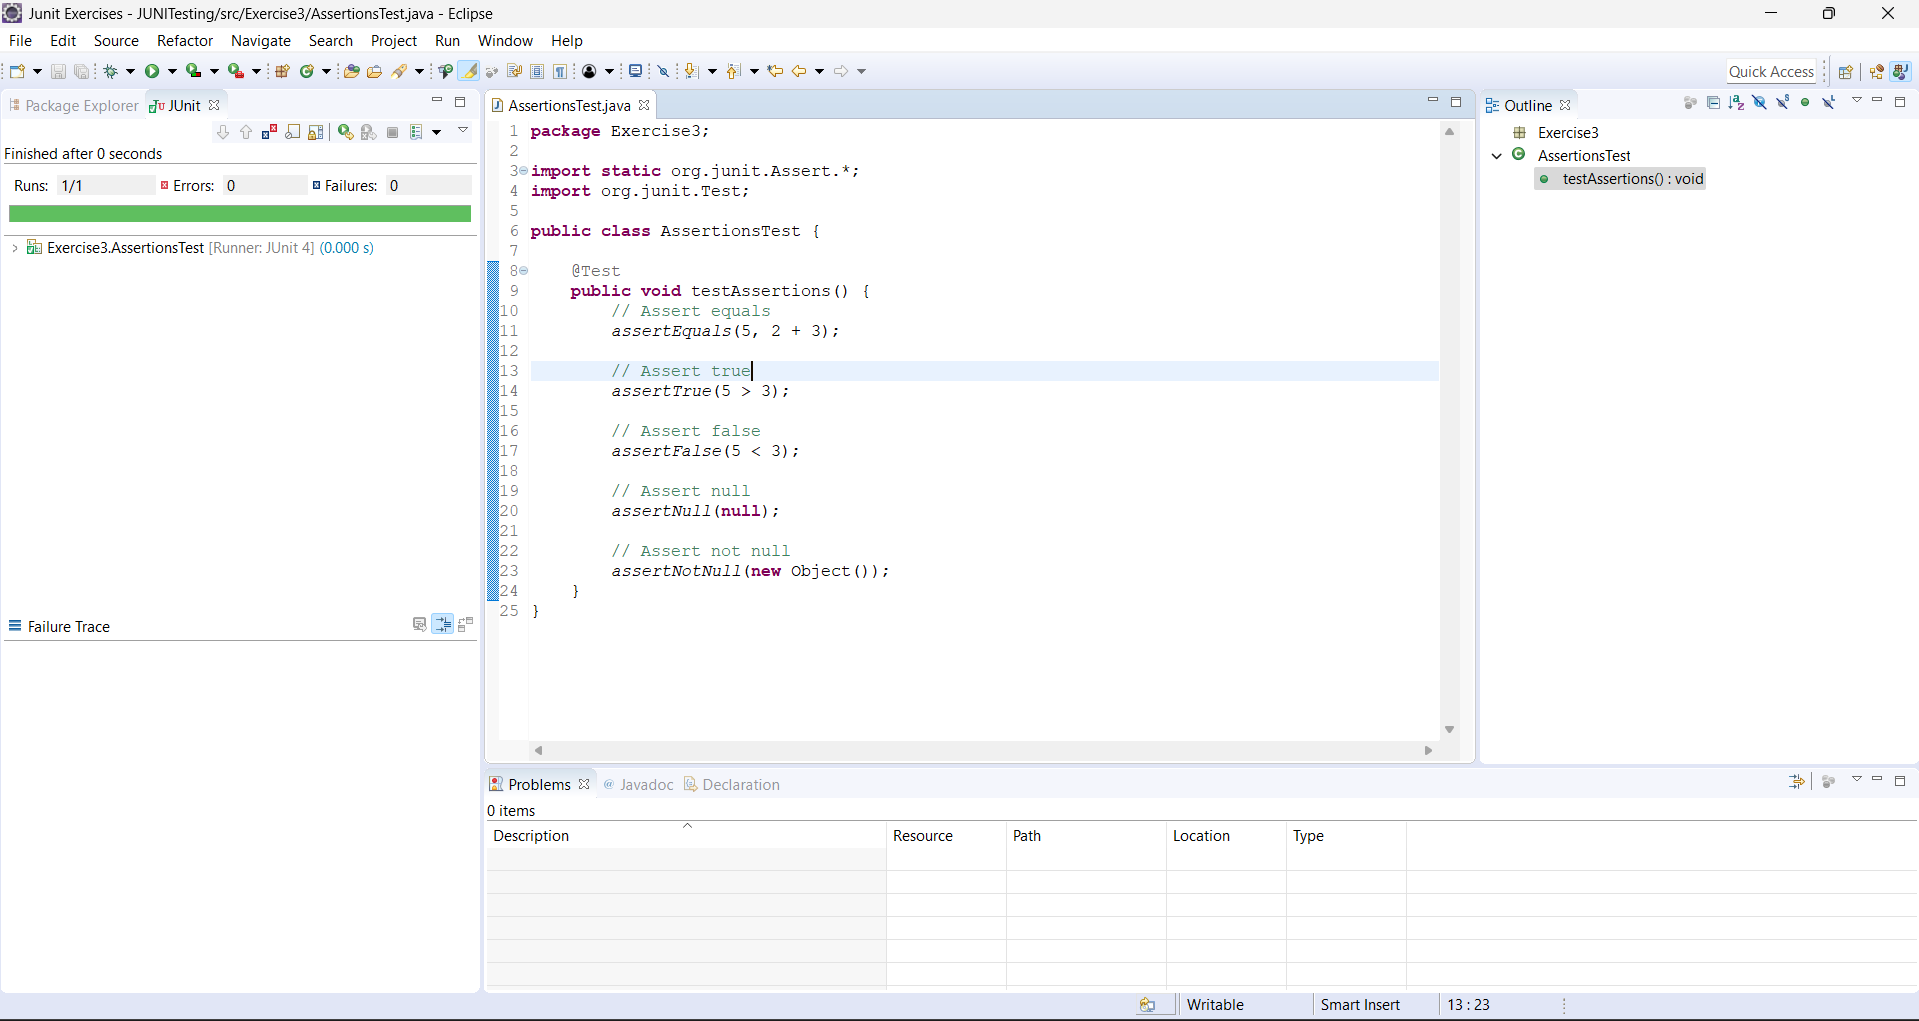 Junit Exercises - JUNITesting/src/Exercise3/AssertionsTest.java - Eclipse
File Edit Source Refactor Navigate Search Project Run Window Help
Quick Access
Package Explorer JUnit
Finished after 0 seconds
Runs: 1/1 Errors: 0 Failures: 0
Exercise3.AssertionsTest [Runner: JUnit 4] (0.000 s)
Failure Trace
AssertionsTest.java
1 package Exercise3;
2
3 import static org.junit.Assert.*;
4 import org.junit.Test;
5
6 public class AssertionsTest {
7
8 @Test
9 public void testAssertions() {
10 // Assert equals
11 assertEquals(5, 2 + 3);
12
13 // Assert true
14 assertTrue(5 > 3);
15
16 // Assert false
17 assertFalse(5 < 3);
18
19 // Assert null
20 assertNull(null);
21
22 // Assert not null
23 assertNotNull(new Object());
24 }
25 }
Outline
Exercise3
AssertionsTest
testAssertions() : void
Problems @ Javadoc Declaration
0 items
Description Resource Path Location Type
Writable Smart Insert 13 : 23